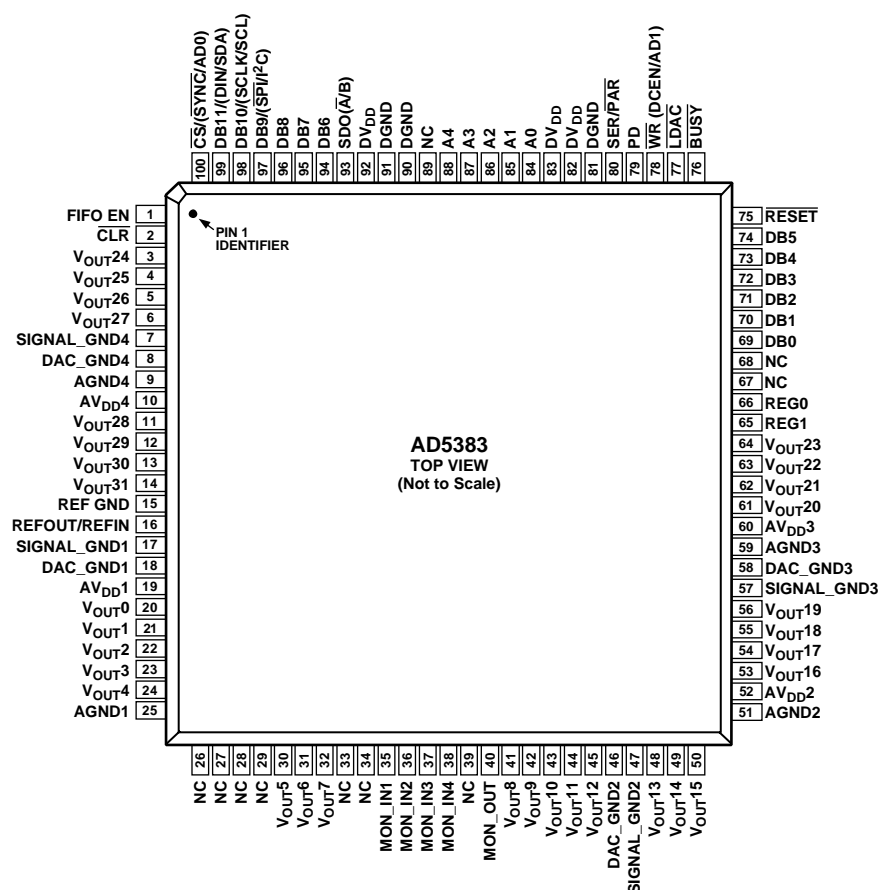 CS/(SYNC/AD0)
DB11/(DIN/SDA)
DB10/(SCLK/SCL)
DB9/(SPI/I²C)
DB8
DB7
DB6
SDO(A/B)
DVDD
DGND
DGND
NC
A4
A3
A2
A1
A0
DVDD
DVDD
DGND
SER/PAR
PD
WR (DCEN/AD1)
LDAC
BUSY
100
99
98
97
96
95
94
93
92
91
90
89
88
87
86
85
84
83
82
81
80
79
78
77
76
FIFO EN 1
CLR 2
VOUT24 3
VOUT25 4
VOUT26 5
VOUT27 6
SIGNAL_GND4 7
DAC_GND4 8
AGND4 9
AVDD4 10
VOUT28 11
VOUT29 12
VOUT30 13
VOUT31 14
REF GND 15
REFOUT/REFIN 16
SIGNAL_GND1 17
DAC_GND1 18
AVDD1 19
VOUT0 20
VOUT1 21
VOUT2 22
VOUT3 23
VOUT4 24
AGND1 25
PIN 1
IDENTIFIER
AD5383
TOP VIEW
(Not to Scale)
75 RESET
74 DB5
73 DB4
72 DB3
71 DB2
70 DB1
69 DB0
68 NC
67 NC
66 REG0
65 REG1
64 VOUT23
63 VOUT22
62 VOUT21
61 VOUT20
60 AVDD3
59 AGND3
58 DAC_GND3
57 SIGNAL_GND3
56 VOUT19
55 VOUT18
54 VOUT17
53 VOUT16
52 AVDD2
51 AGND2
26
27
28
29
30
31
32
33
34
35
36
37
38
39
40
41
42
43
44
45
46
47
48
49
50
NC
NC
NC
NC
VOUT5
VOUT6
VOUT7
NC
NC
MON_IN1
MON_IN2
MON_IN3
MON_IN4
NC
MON_OUT
VOUT8
VOUT9
VOUT10
VOUT11
VOUT12
DAC_GND2
SIGNAL_GND2
VOUT13
VOUT14
VOUT15